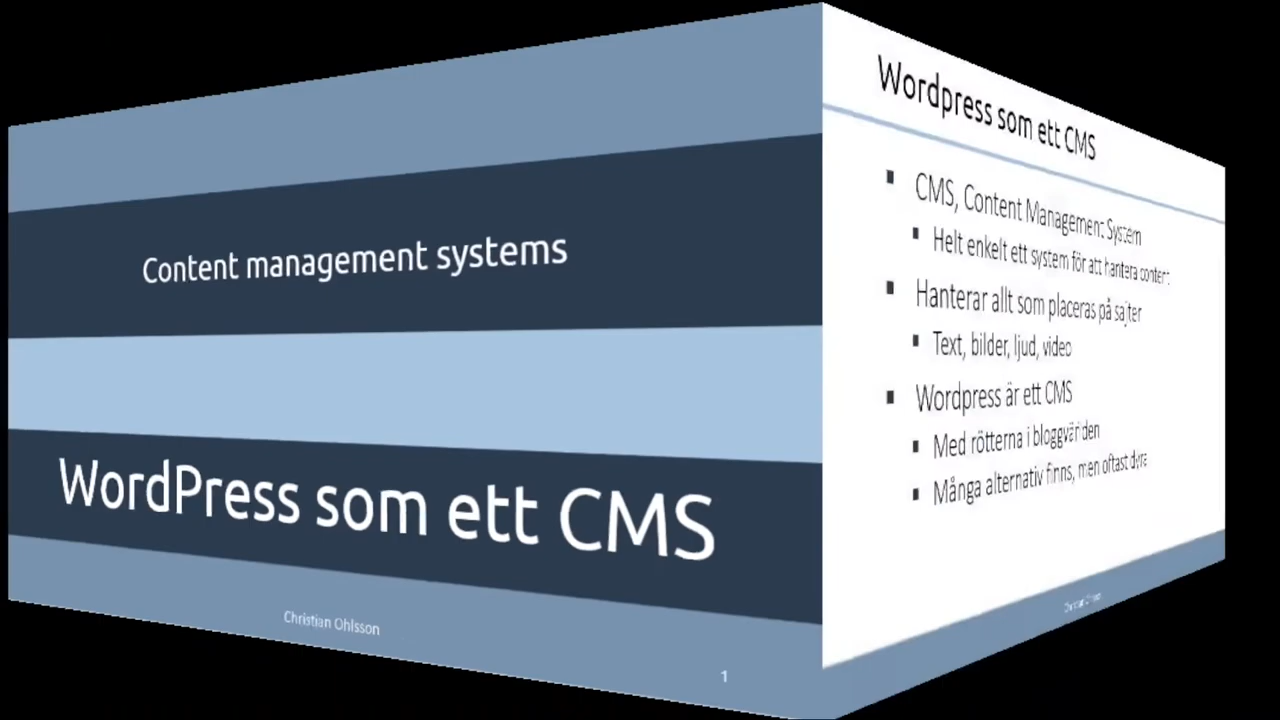 Content management systems
WordPress som ett CMS
Christian Ohlsson
1
Wordpress som ett CMS
CMS, Content Management System
Helt enkelt ett system för att hantera content
Hanterar allt som placeras på sajter
Text, bilder, ljud, video
Wordpress är ett CMS
Med rötterna i bloggvärlden
Många alternativ finns, men oftast dyra